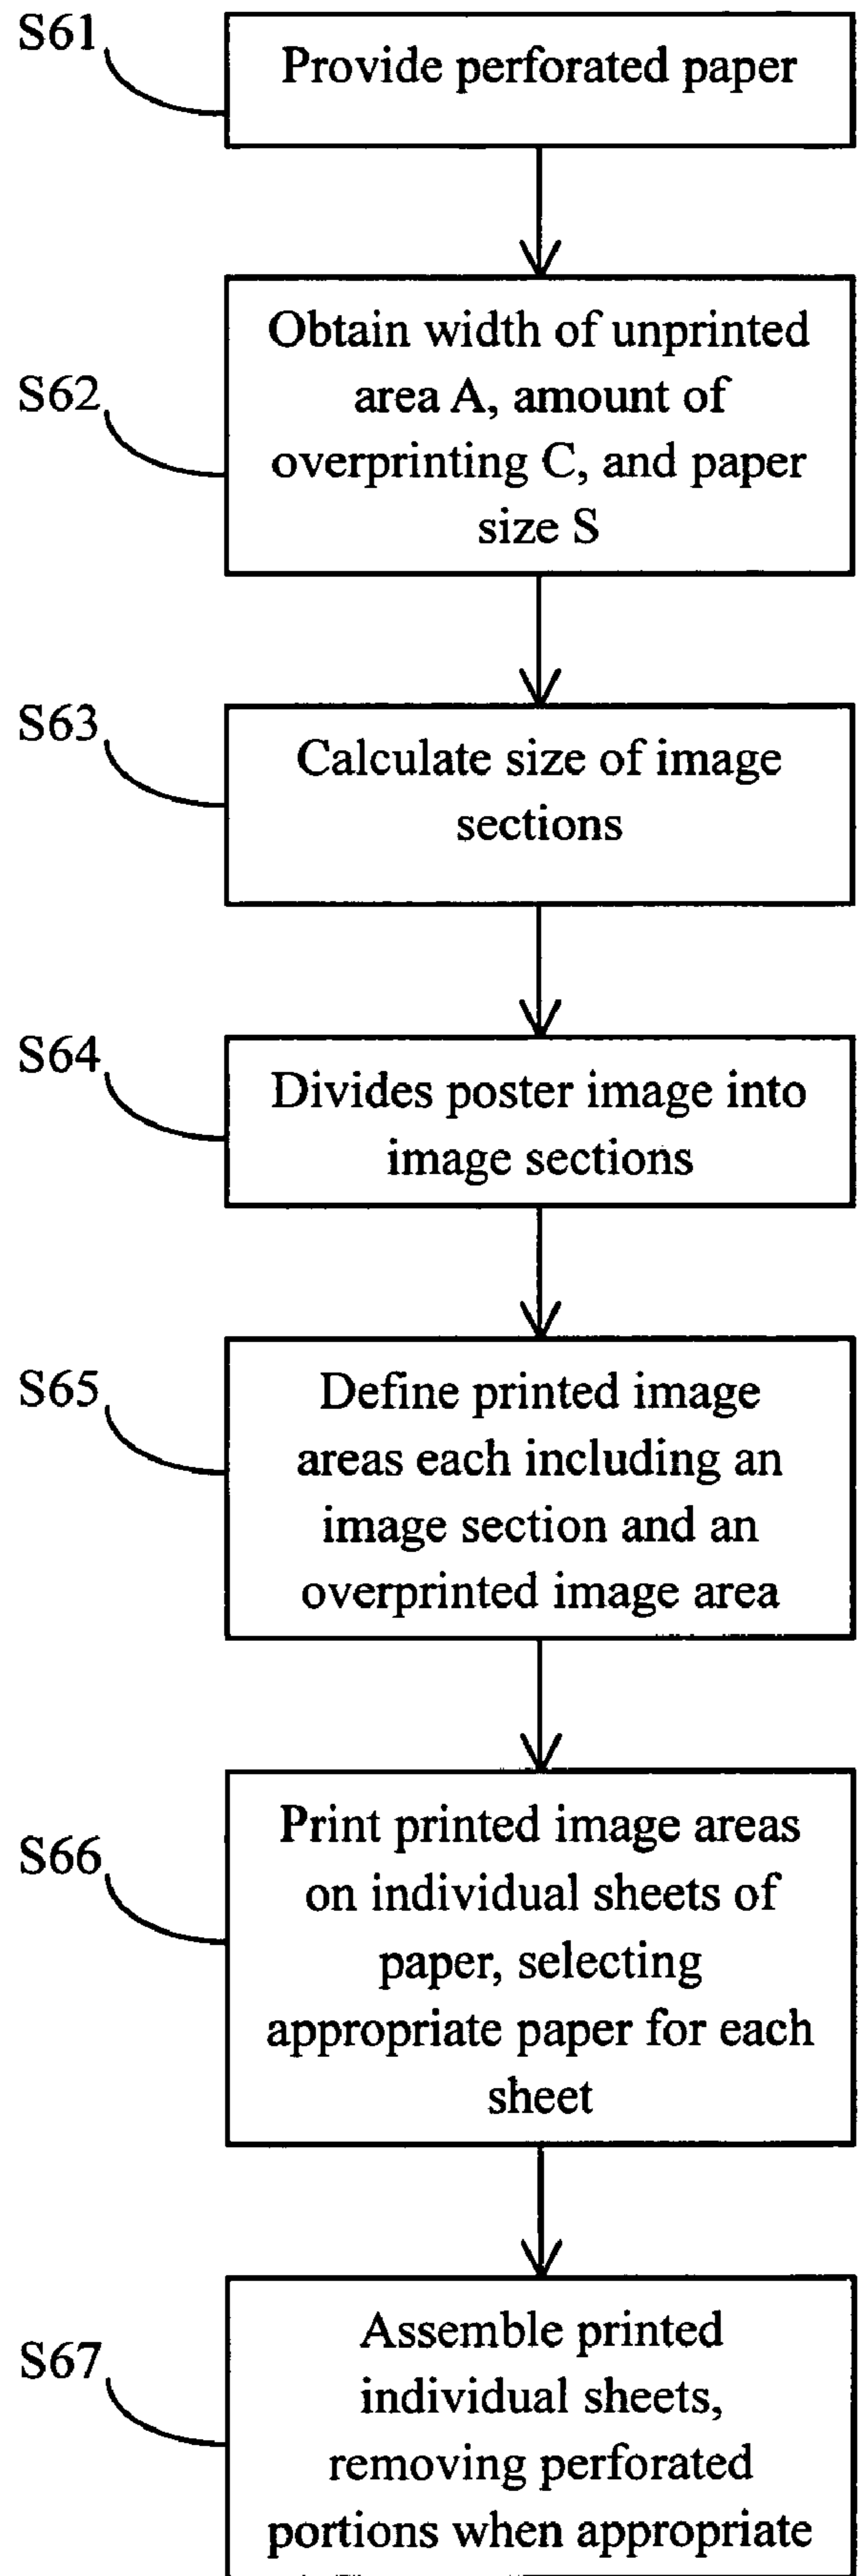 S61
Provide perforated paper
S62
Obtain width of unprinted
area A, amount of
overprinting C, and paper
size S
S63
Calculate size of image
sections
S64
Divides poster image into
image sections
S65
Define printed image
areas each including an
image section and an
overprinted image area
S66
Print printed image areas
on individual sheets of
paper, selecting
appropriate paper for each
sheet
S67
Assemble printed
individual sheets,
removing perforated
portions when appropriate